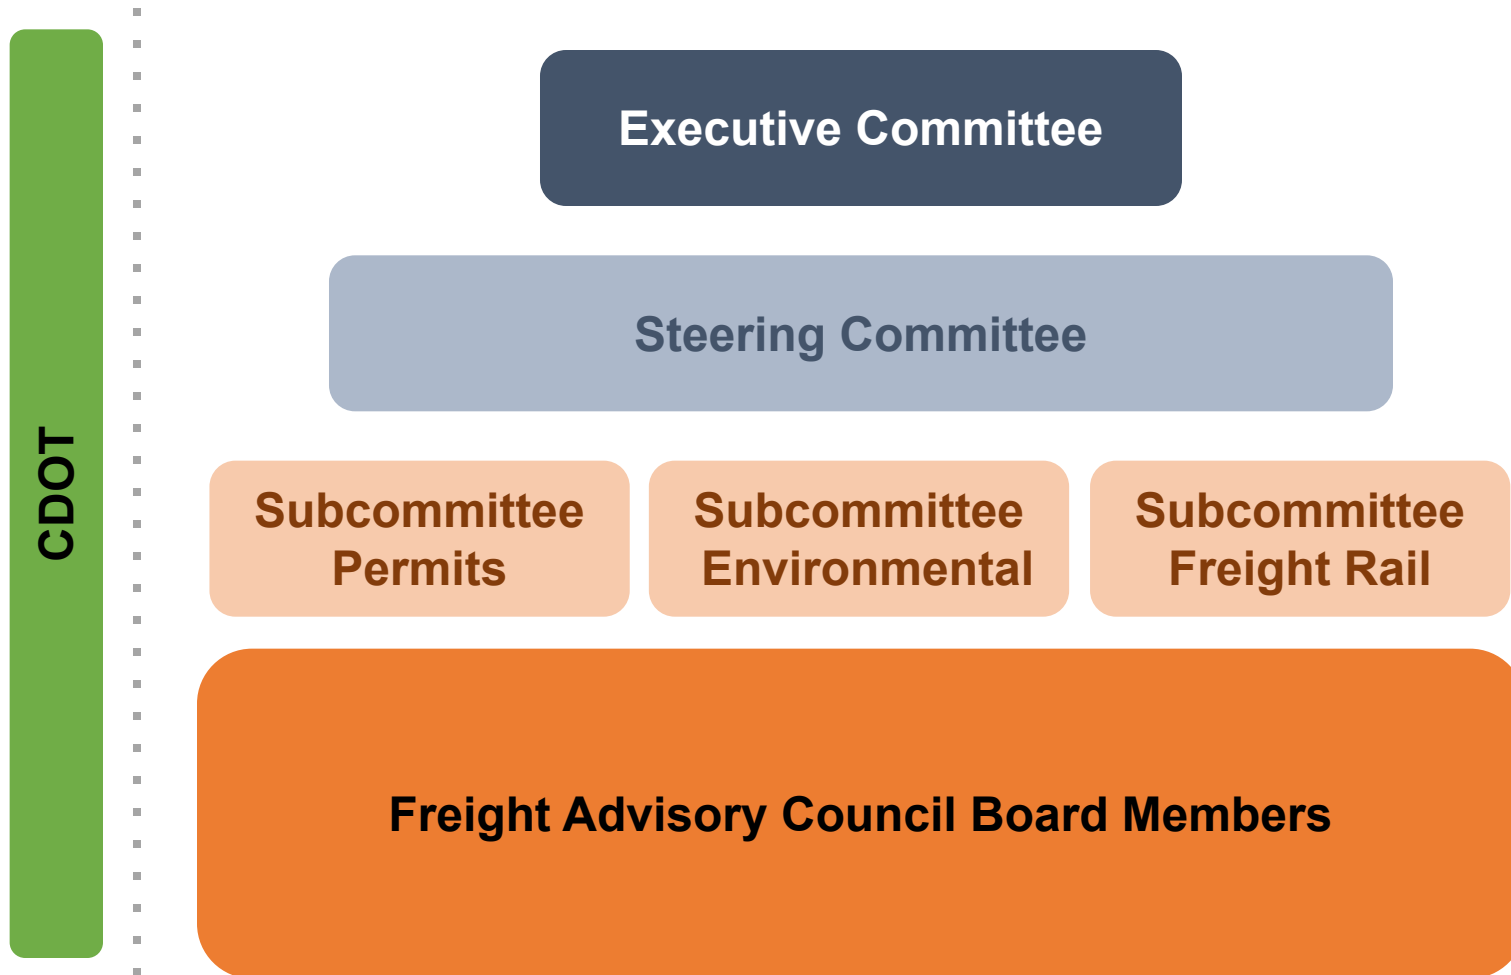 CDOT
Executive Committee
Steering Committee
Subcommittee
Permits
Subcommittee
Environmental
Subcommittee
Freight Rail
Freight Advisory Council Board Members